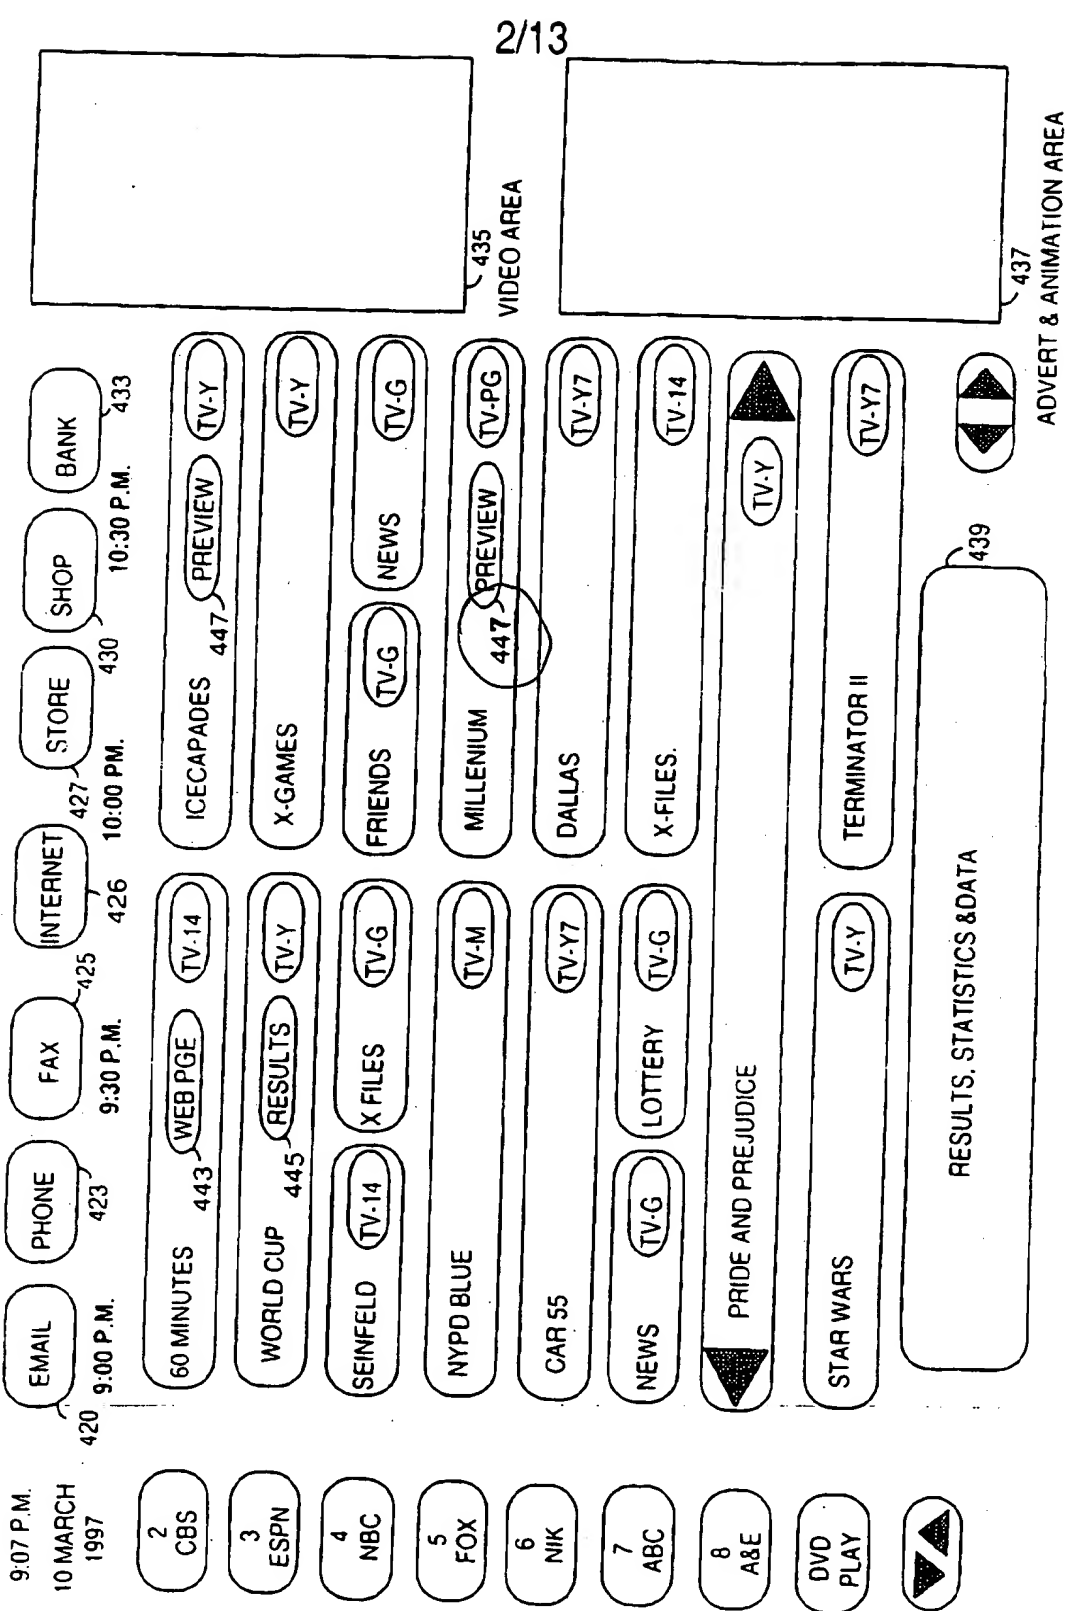 2/13
9:07 P.M.
10 MARCH
1997
EMAIL
420
PHONE
423
FAX
425
INTERNET
426
STORE
427
SHOP
430
BANK
433
9:00 P.M.
9:30 P.M.
10:00 PM.
10:30 P.M.
2
CBS
60 MINUTES
443
WEB PGE
TV-14
ICECAPADES
447
PREVIEW
TV-Y
3
ESPN
WORLD CUP
445
RESULTS
TV-Y
X-GAMES
TV-Y
4
NBC
SEINFELD
TV-14
X FILES
TV-G
FRIENDS
TV-G
NEWS
TV-G
5
FOX
NYPD BLUE
TV-M
MILLENIUM
447
PREVIEW
TV-PG
6
NIK
CAR 55
TV-Y7
DALLAS
TV-Y7
7
ABC
NEWS
TV-G
LOTTERY
TV-G
X-FILES.
TV-14
8
A&E
PRIDE AND PREJUDICE
TV-Y
DVD
PLAY
STAR WARS
TV-Y
TERMINATOR II
TV-Y7
RESULTS, STATISTICS &DATA
439
435
VIDEO AREA
437
ADVERT & ANIMATION AREA